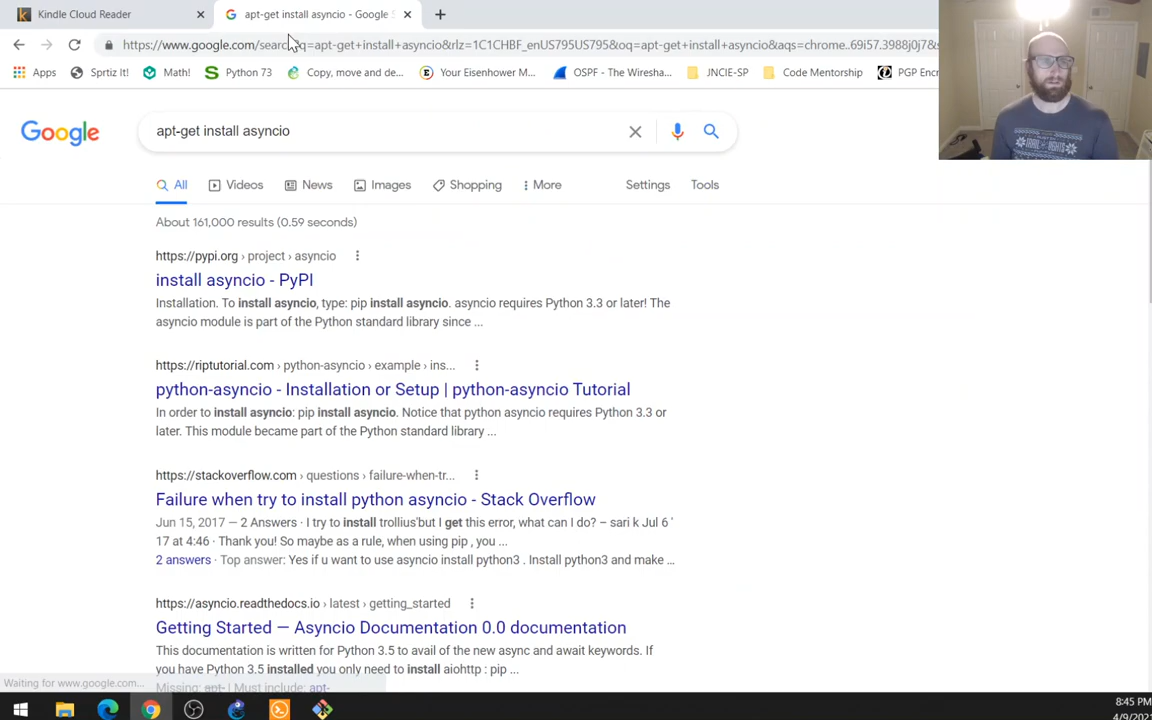 Kindle Cloud Reader
apt-get install asyncio - Google S
https://www.google.com/search?q=apt-get+install+asyncio&rlz=1C1CHBF_enUS795US795&oq=apt-get+install+asyncio&aqs=chrome..69i57.3988j0j7&s
Apps
Sprtiz It!
Math!
Python 73
Copy, move and de...
Your Eisenhower M...
OSPF - The Wiresha...
JNCIE-SP
Code Mentorship
PGP Encr
Google
apt-get install asyncio
All
Videos
News
Images
Shopping
More
Settings
Tools
About 161,000 results (0.59 seconds)
https://pypi.org › project › asyncio
install asyncio - PyPI
Installation. To install asyncio, type: pip install asyncio. asyncio requires Python 3.3 or later! The
asyncio module is part of the Python standard library since ...
https://riptutorial.com › python-asyncio › example › ins...
python-asyncio - Installation or Setup | python-asyncio Tutorial
In order to install asyncio: pip install asyncio. Notice that python asyncio requires Python 3.3 or
later. This module became part of the Python standard library ...
https://stackoverflow.com › questions › failure-when-tr...
Failure when try to install python asyncio - Stack Overflow
Jun 15, 2017 — 2 Answers · I try to install trollius'but I get this error, what can I do? – sari k Jul 6 '
17 at 4:46 · Thank you! So maybe as a rule, when using pip , you ...
2 answers · Top answer: Yes if u want to use asyncio install python3 . Install python3 and make ...
https://asyncio.readthedocs.io › latest › getting_started
Getting Started — Asyncio Documentation 0.0 documentation
This documentation is written for Python 3.5 to avail of the new async and await keywords. If
you have Python 3.5 installed you only need to install aiohttp : pip ...
Missing: apt- | Must include: apt-
Waiting for www.google.com...
8:45 PM